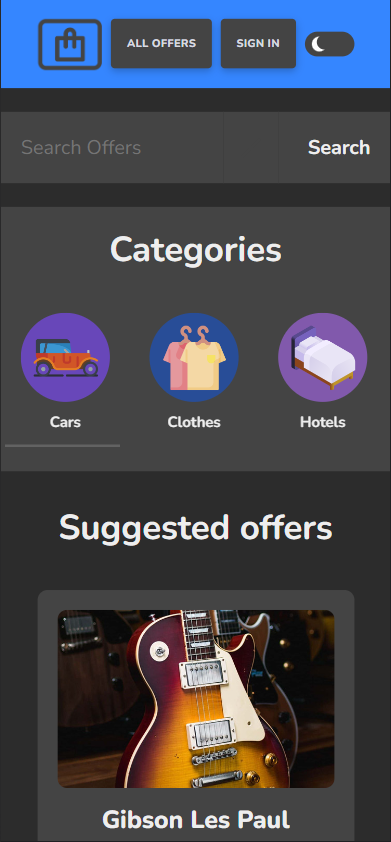 ALL OFFERS SIGN IN
Search Offers Search
Categories
Cars Clothes Hotels
Suggested offers
Gibson Les Paul